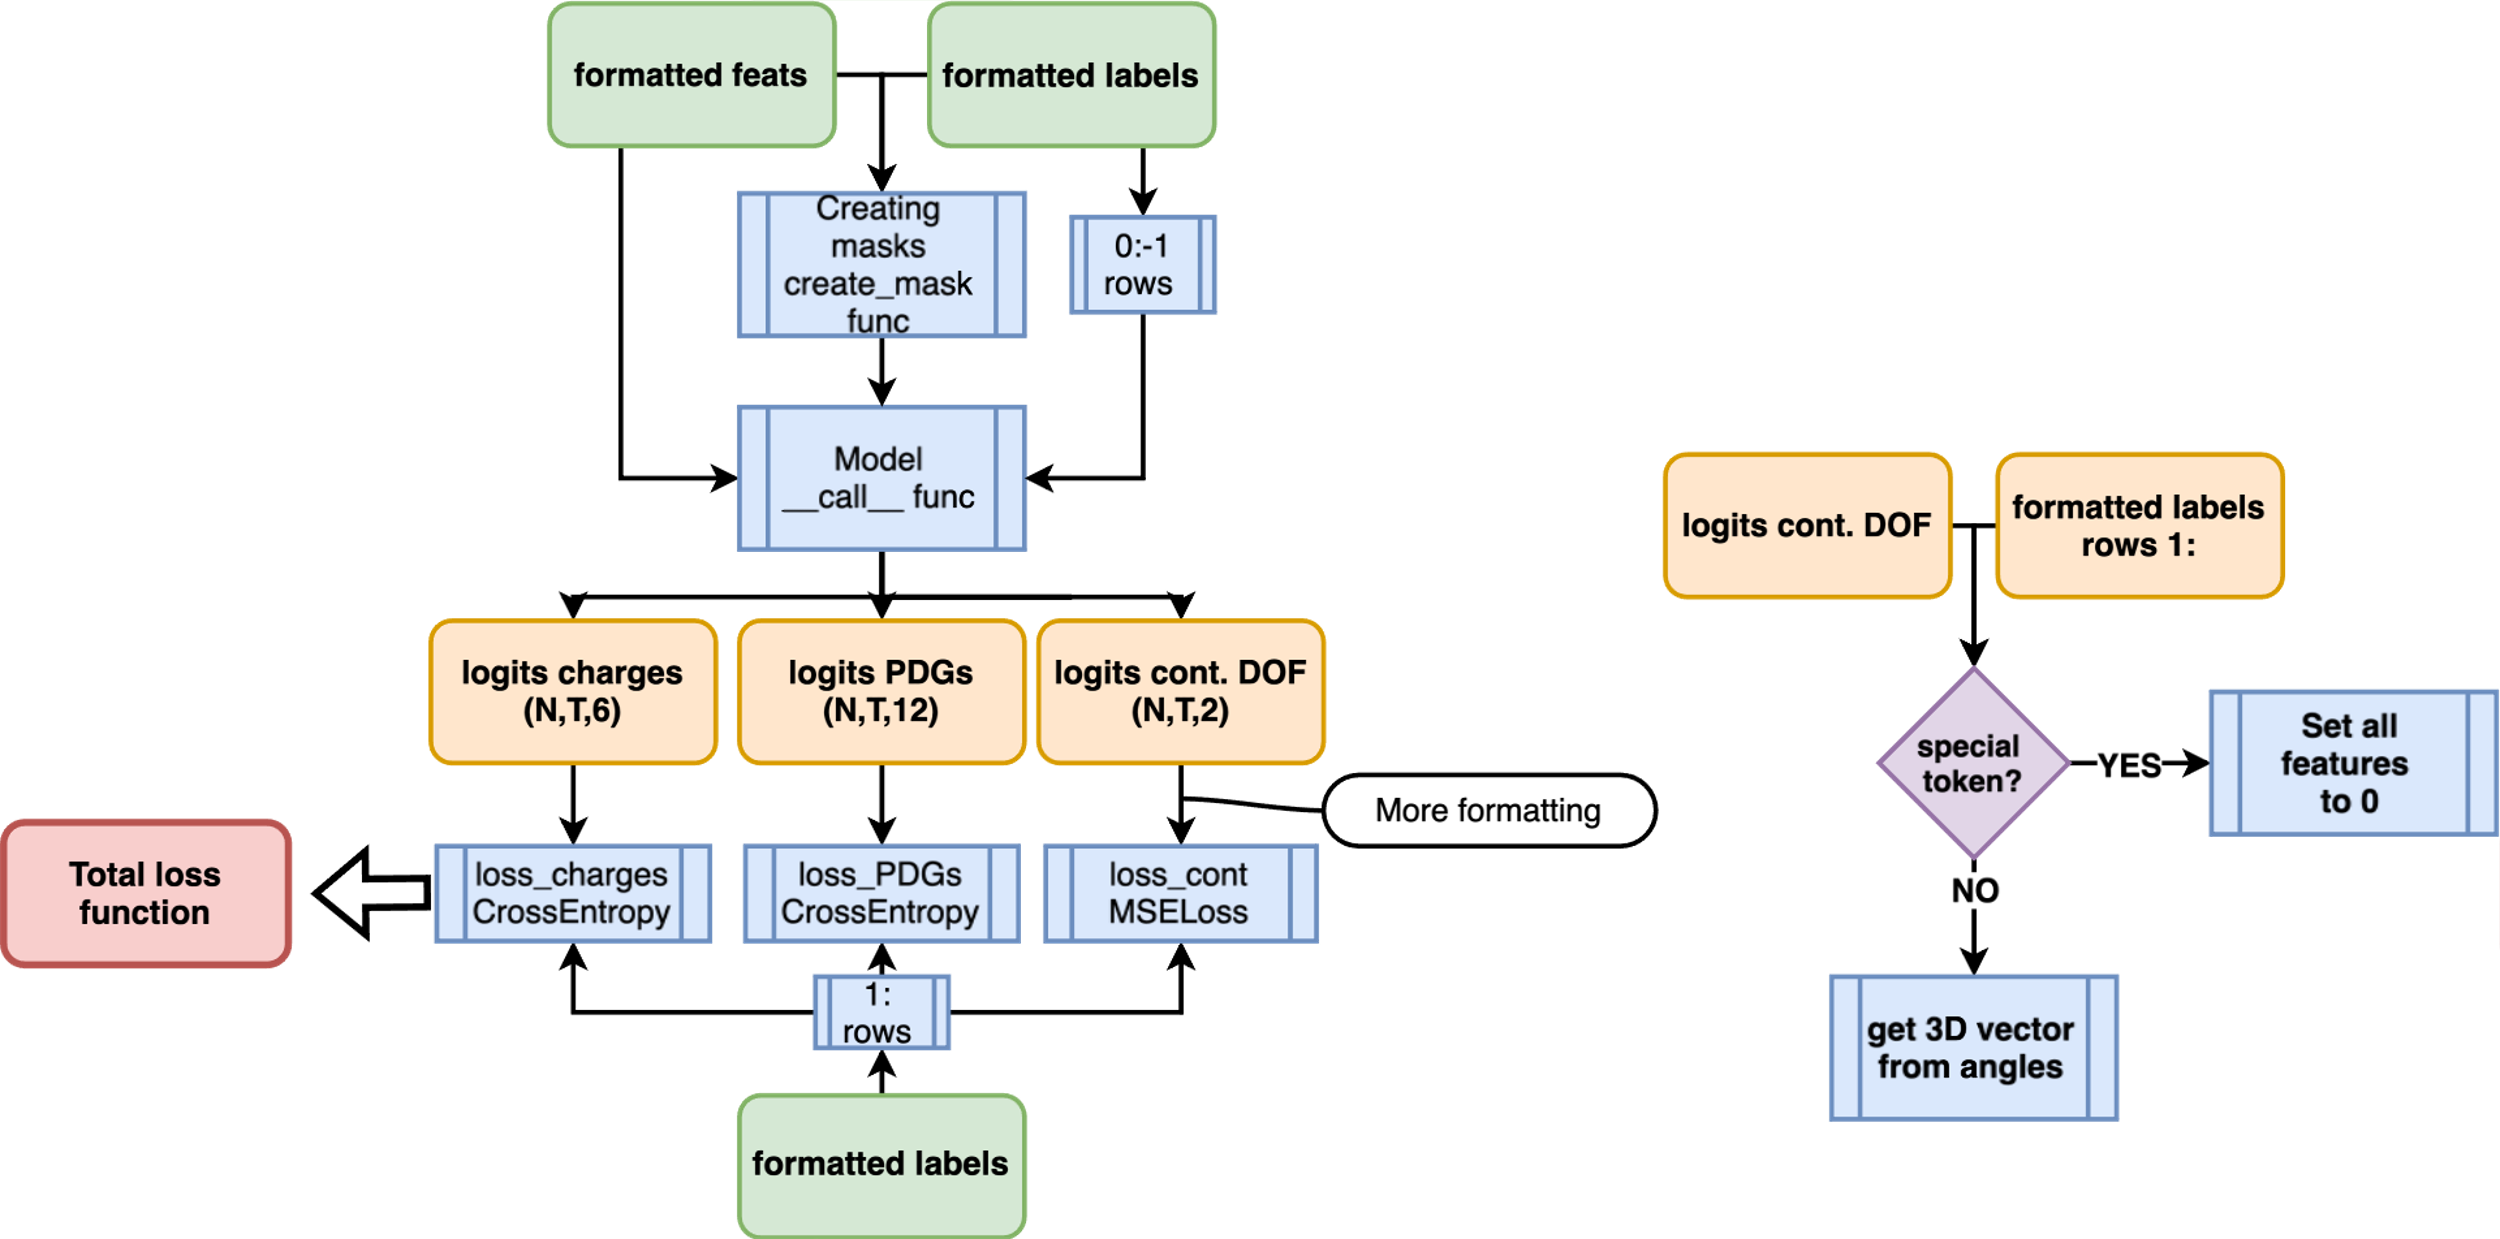 formatted feats
formatted labels
Creating
masks
create_mask
func
0:-1
rows
Model
__call__ func
logits charges
(N,T,6)
logits PDGs
(N,T,12)
logits cont. DOF
(N,T,2)
More formatting
Total loss
function
loss_charges
CrossEntropy
loss_PDGs
CrossEntropy
loss_cont
MSELoss
1:
rows
formatted labels
logits cont. DOF
formatted labels
rows 1:
special
token?
YES
Set all
features
to 0
NO
get 3D vector
from angles